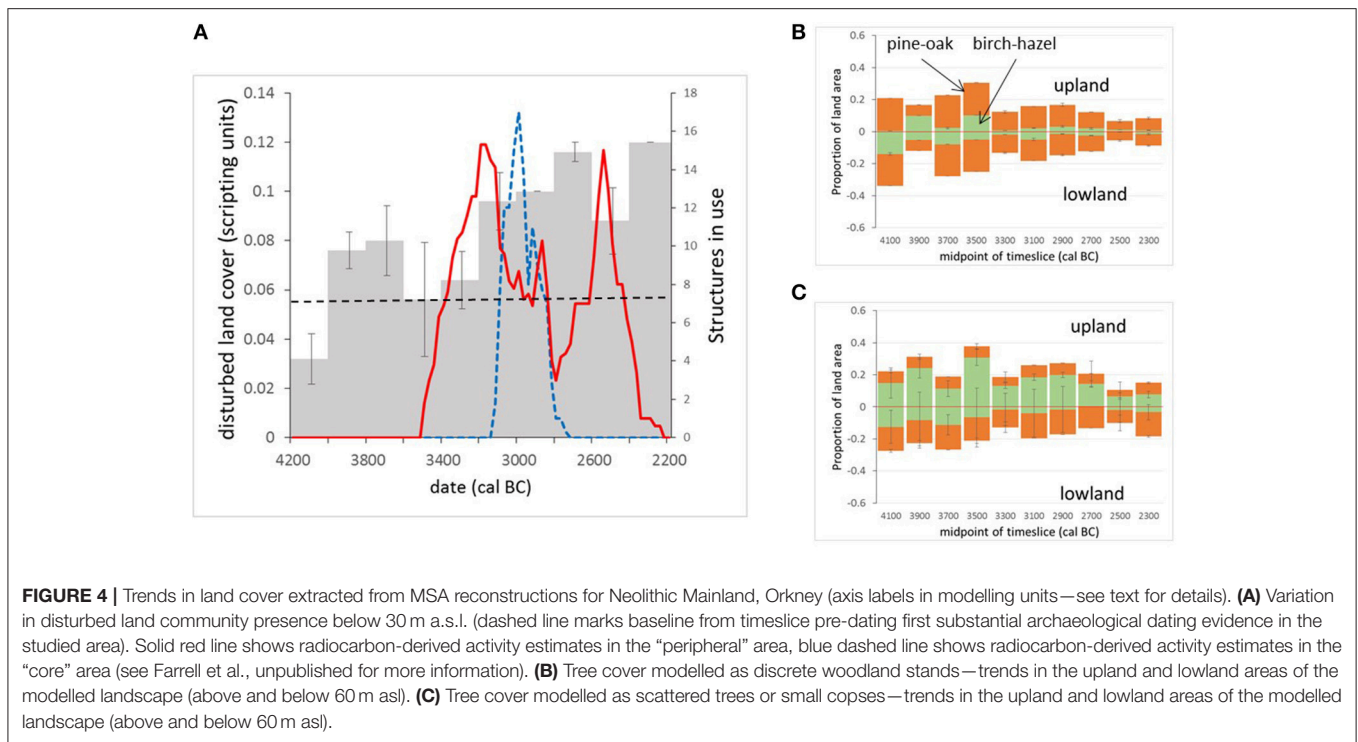 A
disturbed land cover (scripting units)
0.14
0.12
0.1
0.08
0.06
0.04
0.02
0
18
16
14
12
10
8
6
4
2
0
Structures in use
4200 3800 3400 3000 2600 2200
date (cal BC)
B
pine-oak birch-hazel
Proportion of land area
0.6
0.4
0.2
0
-0.2
-0.4
-0.6
upland
lowland
4100 3900 3700 3500 3300 3100 2900 2700 2500 2300
midpoint of timeslice (cal BC)
C
Proportion of land area
0.6
0.4
0.2
0
-0.2
-0.4
-0.6
upland
lowland
4100 3900 3700 3500 3300 3100 2900 2700 2500 2300
midpoint of timeslice (cal BC)
FIGURE 4 | Trends in land cover extracted from MSA reconstructions for Neolithic Mainland, Orkney (axis labels in modelling units—see text for details). (A) Variation
in disturbed land community presence below 30 m a.s.l. (dashed line marks baseline from timeslice pre-dating first substantial archaeological dating evidence in the
studied area). Solid red line shows radiocarbon-derived activity estimates in the “peripheral” area, blue dashed line shows radiocarbon-derived activity estimates in the
“core” area (see Farrell et al., unpublished for more information). (B) Tree cover modelled as discrete woodland stands—trends in the upland and lowland areas of the
modelled landscape (above and below 60 m asl). (C) Tree cover modelled as scattered trees or small copses—trends in the upland and lowland areas of the modelled
landscape (above and below 60 m asl).